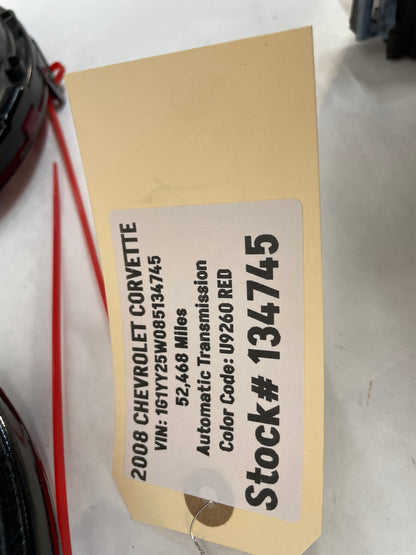 2008 CHEVROLET CORVETTE
VIN: 1G1YY25W085134745
52,468 Miles
Automatic Transmission
Color Code: U9260 RED
Stock# 134745